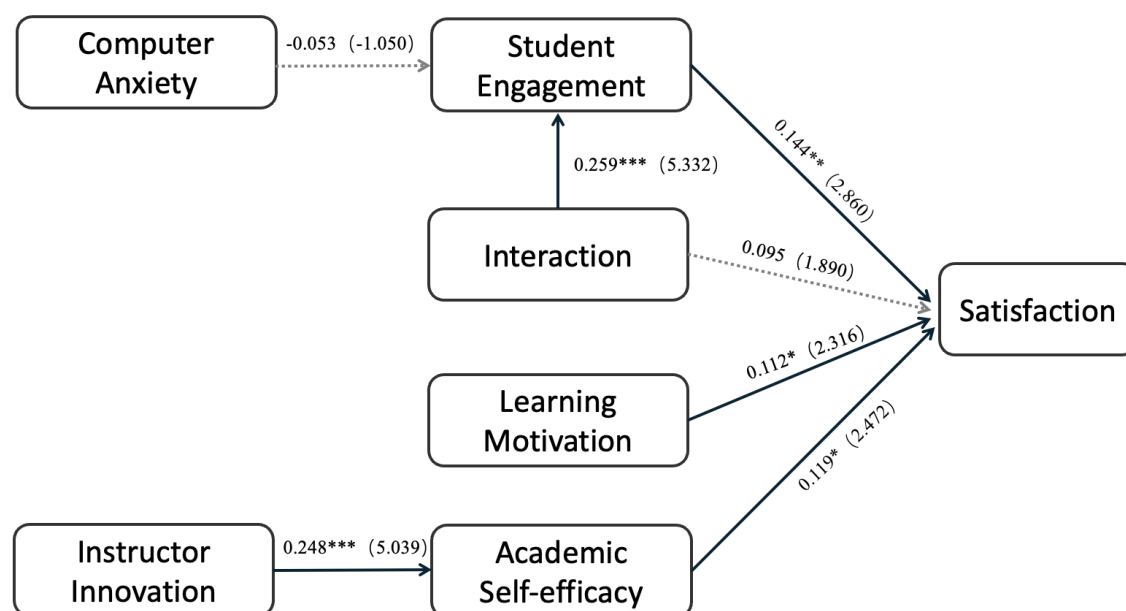 Computer
Anxiety
-0.053（-1.050）
Student
Engagement
0.144**（2.860）
0.259***（5.332）
Interaction
0.095（1.890）
Satisfaction
0.112*（2.316）
Learning
Motivation
0.119*（2.472）
Instructor
Innovation
0.248***（5.039）
Academic
Self-efficacy